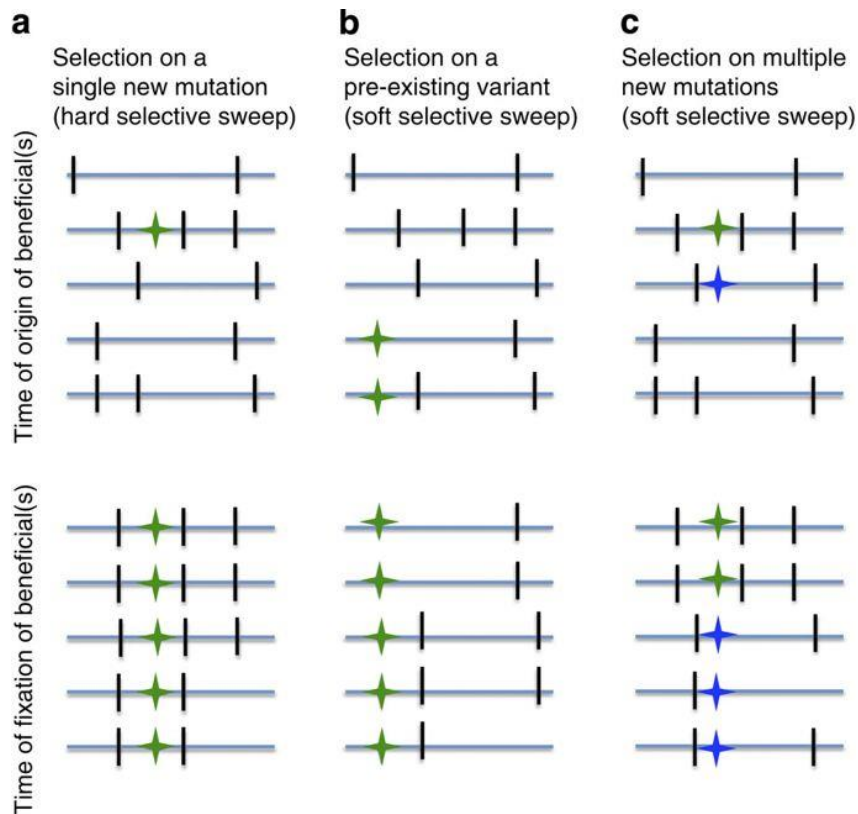 a
Selection on a
single new mutation
(hard selective sweep)
b
Selection on a
pre-existing variant
(soft selective sweep)
c
Selection on multiple
new mutations
(soft selective sweep)
Time of origin of beneficial(s)
Time of fixation of beneficial(s)